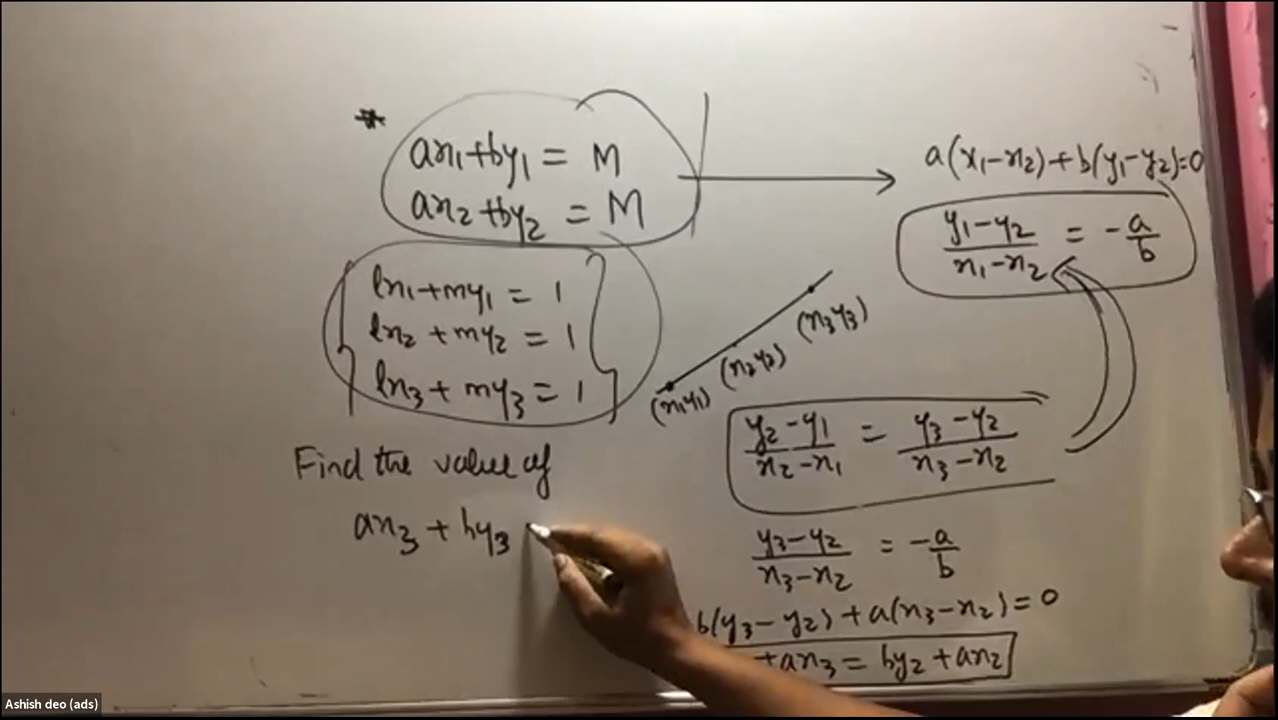 ax₁+by₁ = M
ax₂+by₂ = M
lx₁+my₁ = 1
lx₂+my₂ = 1
lx₃+my₃ = 1
Find the value of
ax₃+by₃
a(x₁-x₂)+b(y₁-y₂)=0
y₁-y₂/x₁-x₂ = -a/b
(x₁y₁) (x₂y₂) (x₃y₃)
y₂-y₁/x₂-x₁ = y₃-y₂/x₃-x₂
y₃-y₂/x₃-x₂ = -a/b
b(y₃-y₂)+a(x₃-x₂)=0
+ax₃ = by₂+ax₂
Ashish deo (ads)